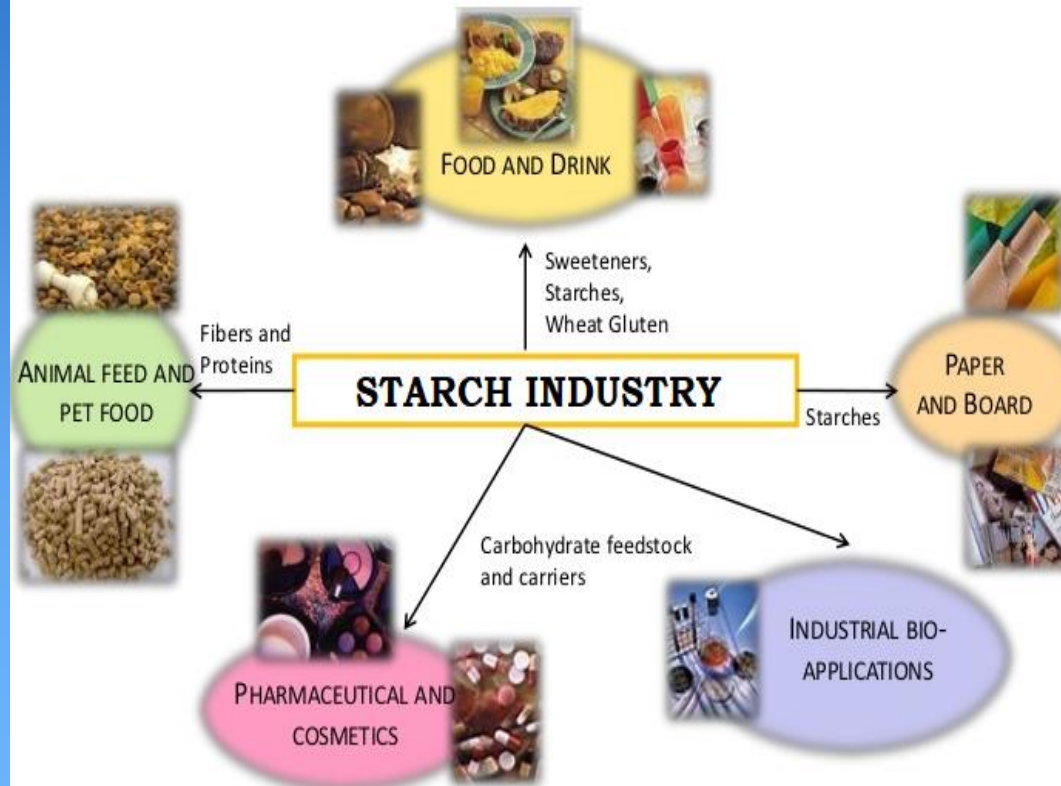 FOOD AND DRINK
Sweeteners,
Starches,
Wheat Gluten
Fibers and
Proteins
ANIMAL FEED AND
PET FOOD
STARCH INDUSTRY
PAPER
AND BOARD
Starches
Carbohydrate feedstock
and carriers
INDUSTRIAL BIO-
APPLICATIONS
PHARMACEUTICAL AND
COSMETICS